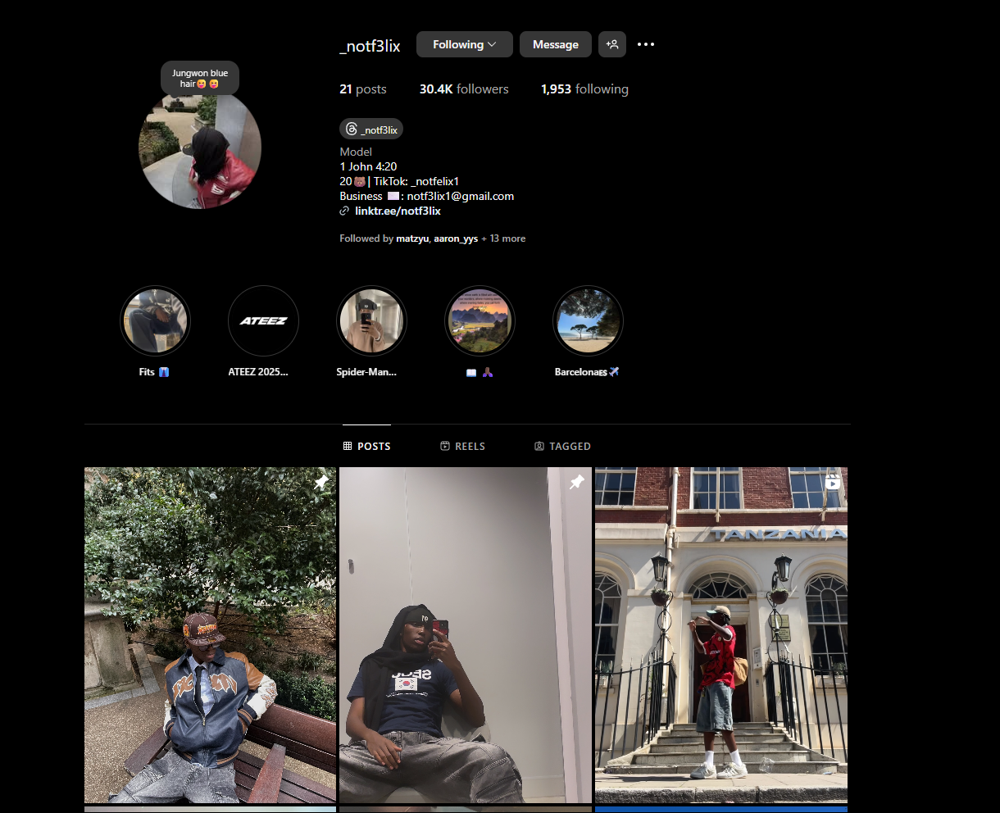 _notf3lix
Following
Message
Jungwon blue
hair😝😝
21 posts
30.4K followers
1,953 following
_notf3lix
Model
1 John 4:20
20🐻| TikTok: _notfelix1
Business ✉️: notf3lix1@gmail.com
linktr.ee/notf3lix
Followed by matzyu, aaron_yys + 13 more
ATEEZ
Fits 👖
ATEEZ 2025...
Spider-Man...
📖 🙏🏾
Barcelona🇪🇸✈️
POSTS
REELS
TAGGED
TANZANIA
SEOUL